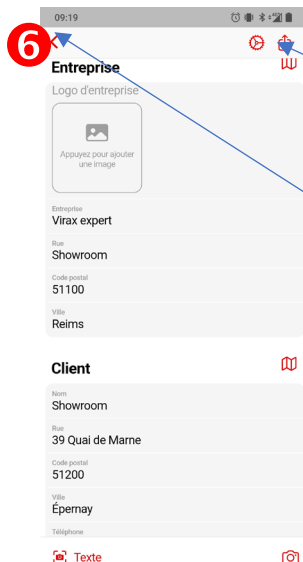 09:19
6
Entreprise
Logo d'entreprise
Appuyez pour ajouter
une image
Entreprise
Virax expert
Rue
Showroom
Code postal
51100
Ville
Reims
Client
Nom
Showroom
Rue
39 Quai de Marne
Code postal
51200
Ville
Épernay
Téléphone
Texte